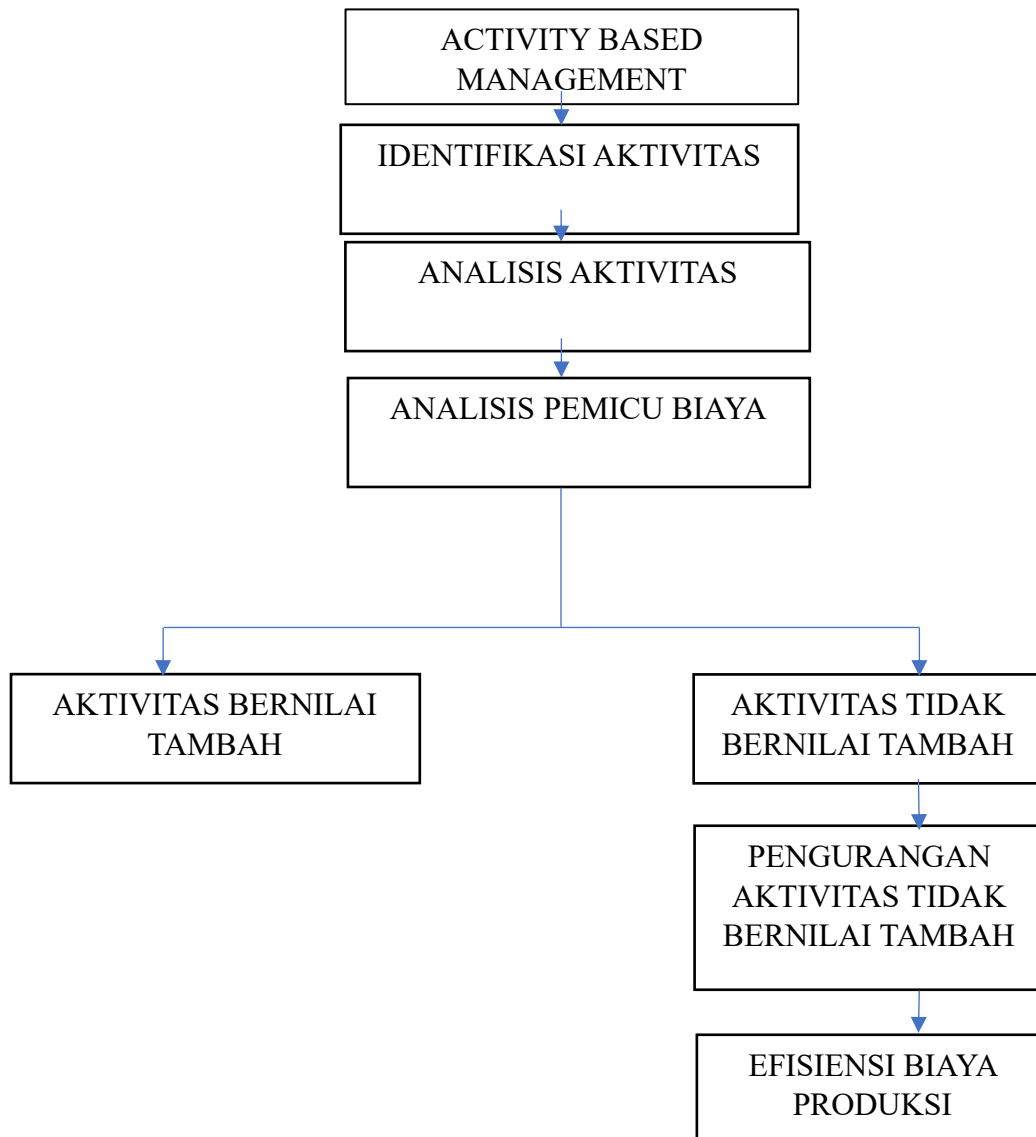 ACTIVITY BASED
MANAGEMENT
IDENTIFIKASI AKTIVITAS
ANALISIS AKTIVITAS
ANALISIS PEMICU BIAYA
AKTIVITAS BERNILAI
TAMBAH
AKTIVITAS TIDAK
BERNILAI TAMBAH
PENGURANGAN
AKTIVITAS TIDAK
BERNILAI TAMBAH
EFISIENSI BIAYA
PRODUKSI